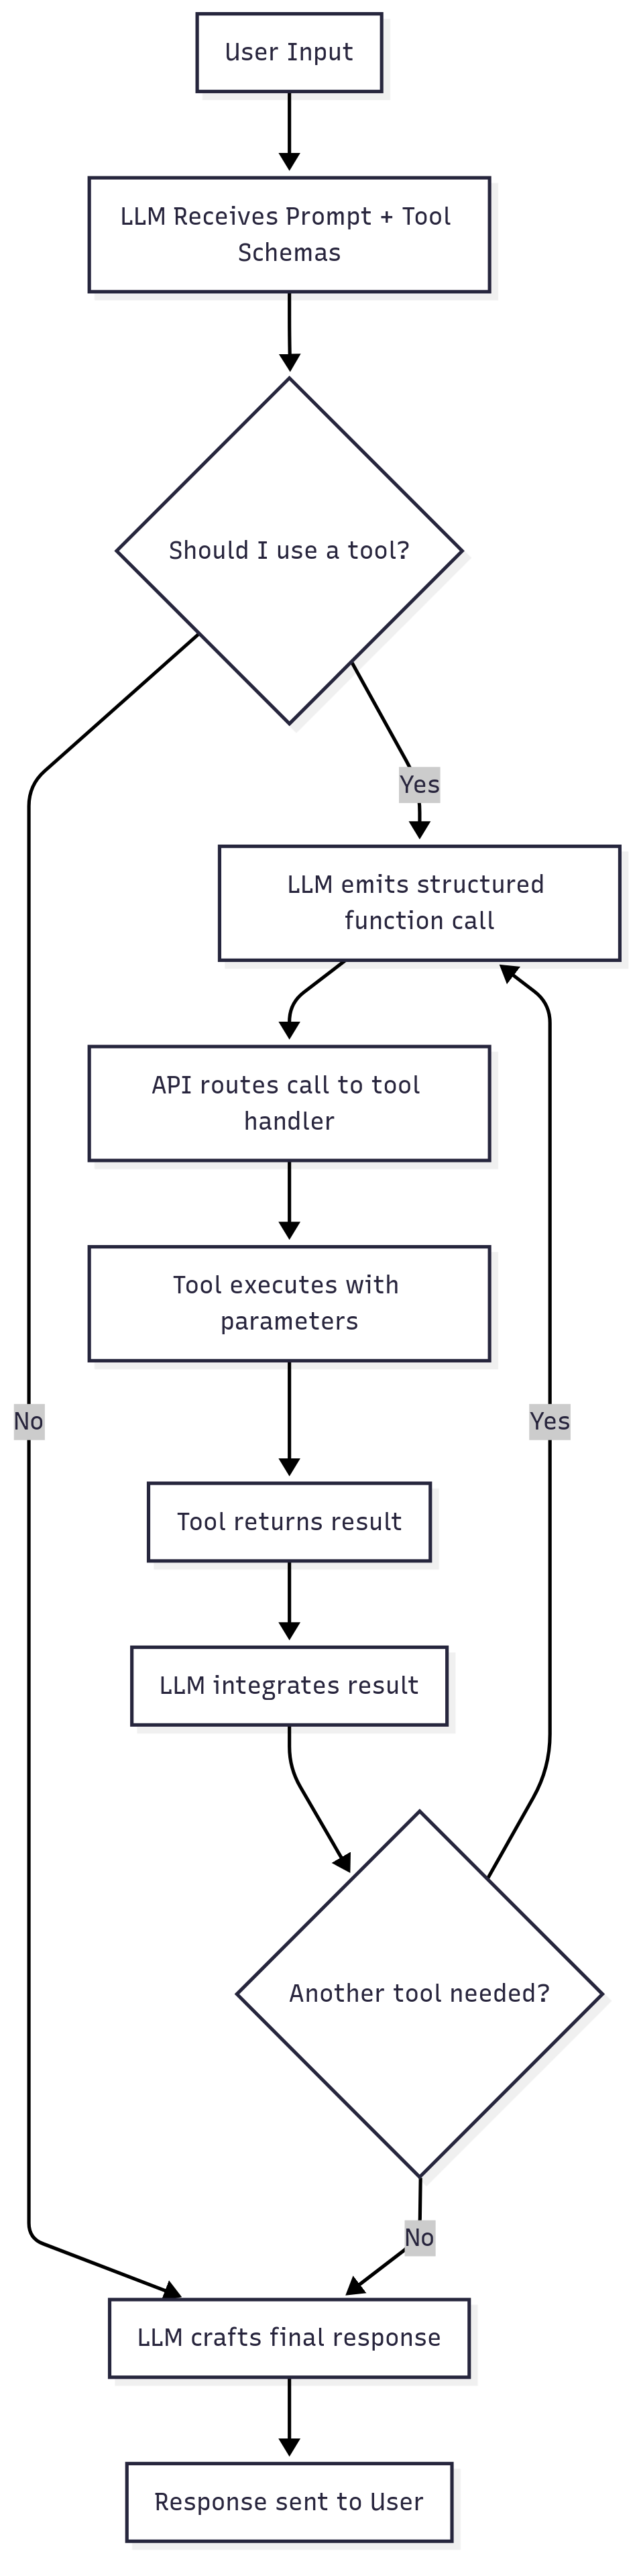 User Input
LLM Receives Prompt + Tool
Schemas
Should I use a tool?
Yes
LLM emits structured
function call
API routes call to tool
handler
Tool executes with
parameters
No
Yes
Tool returns result
LLM integrates result
Another tool needed?
No
LLM crafts final response
Response sent to User